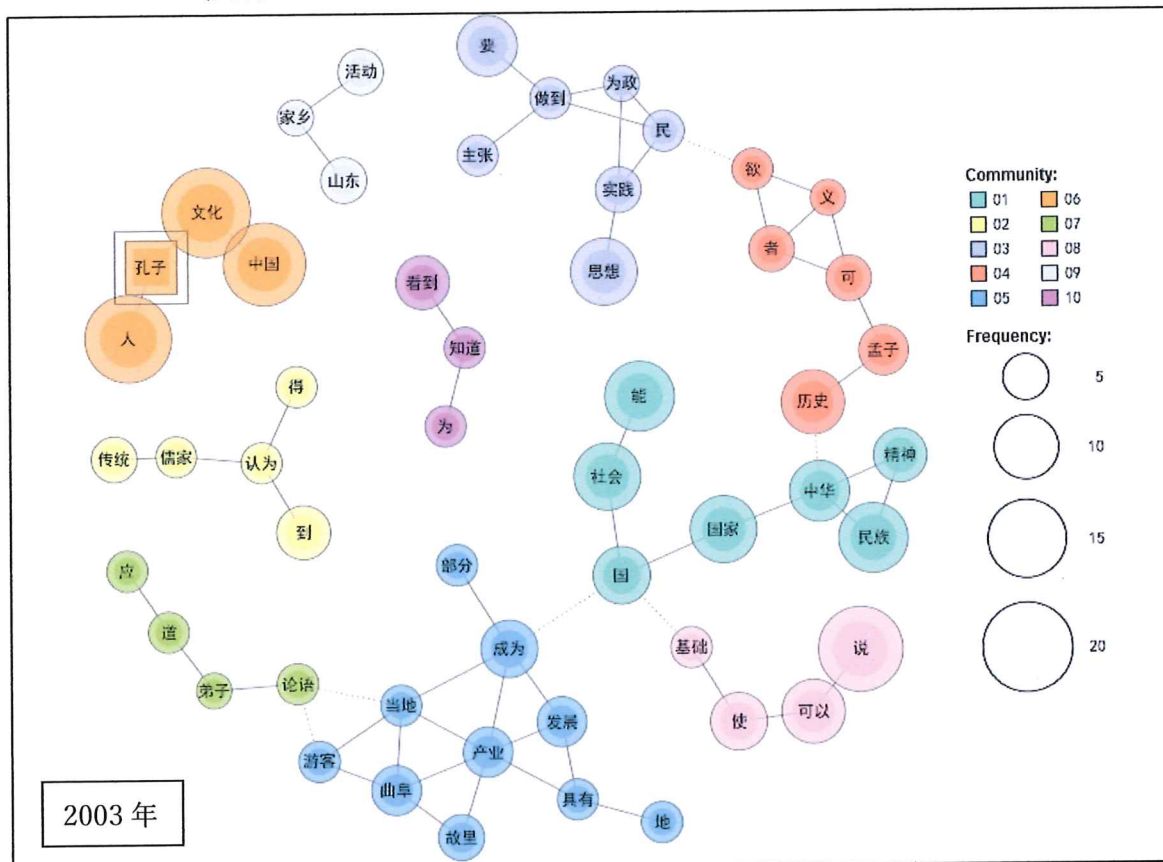 要
活动
为政
做到
家乡
民
主张
欲
山东
实践
义
文化
者
孔子
中国
思想
可
看到
人
知道
孟子
能
历史
得
为
传统
儒家
认为
社会
精神
中华
到
国家
民族
部分
应
国
道
成为
基础
说
弟子
论语
当地
使
可以
发展
游客
产业
曲阜
具有
地
故里
2003 年
Community:
01 06
02 07
03 08
04 09
05 10
Frequency:
5
10
15
20